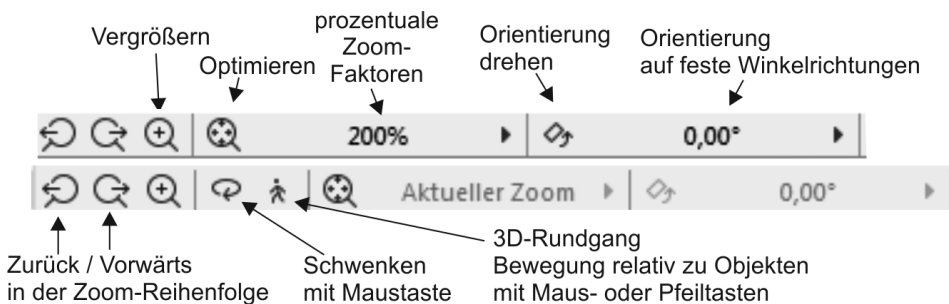 Vergrößern
Optimieren
prozentuale
Zoom-
Faktoren
Orientierung
drehen
Orientierung
auf feste Winkelrichtungen
200%
0,00°
Aktueller Zoom
0,00°
Zurück / Vorwärts
in der Zoom-Reihenfolge
Schwenken
mit Maustaste
3D-Rundgang
Bewegung relativ zu Objekten
mit Maus- oder Pfeiltasten